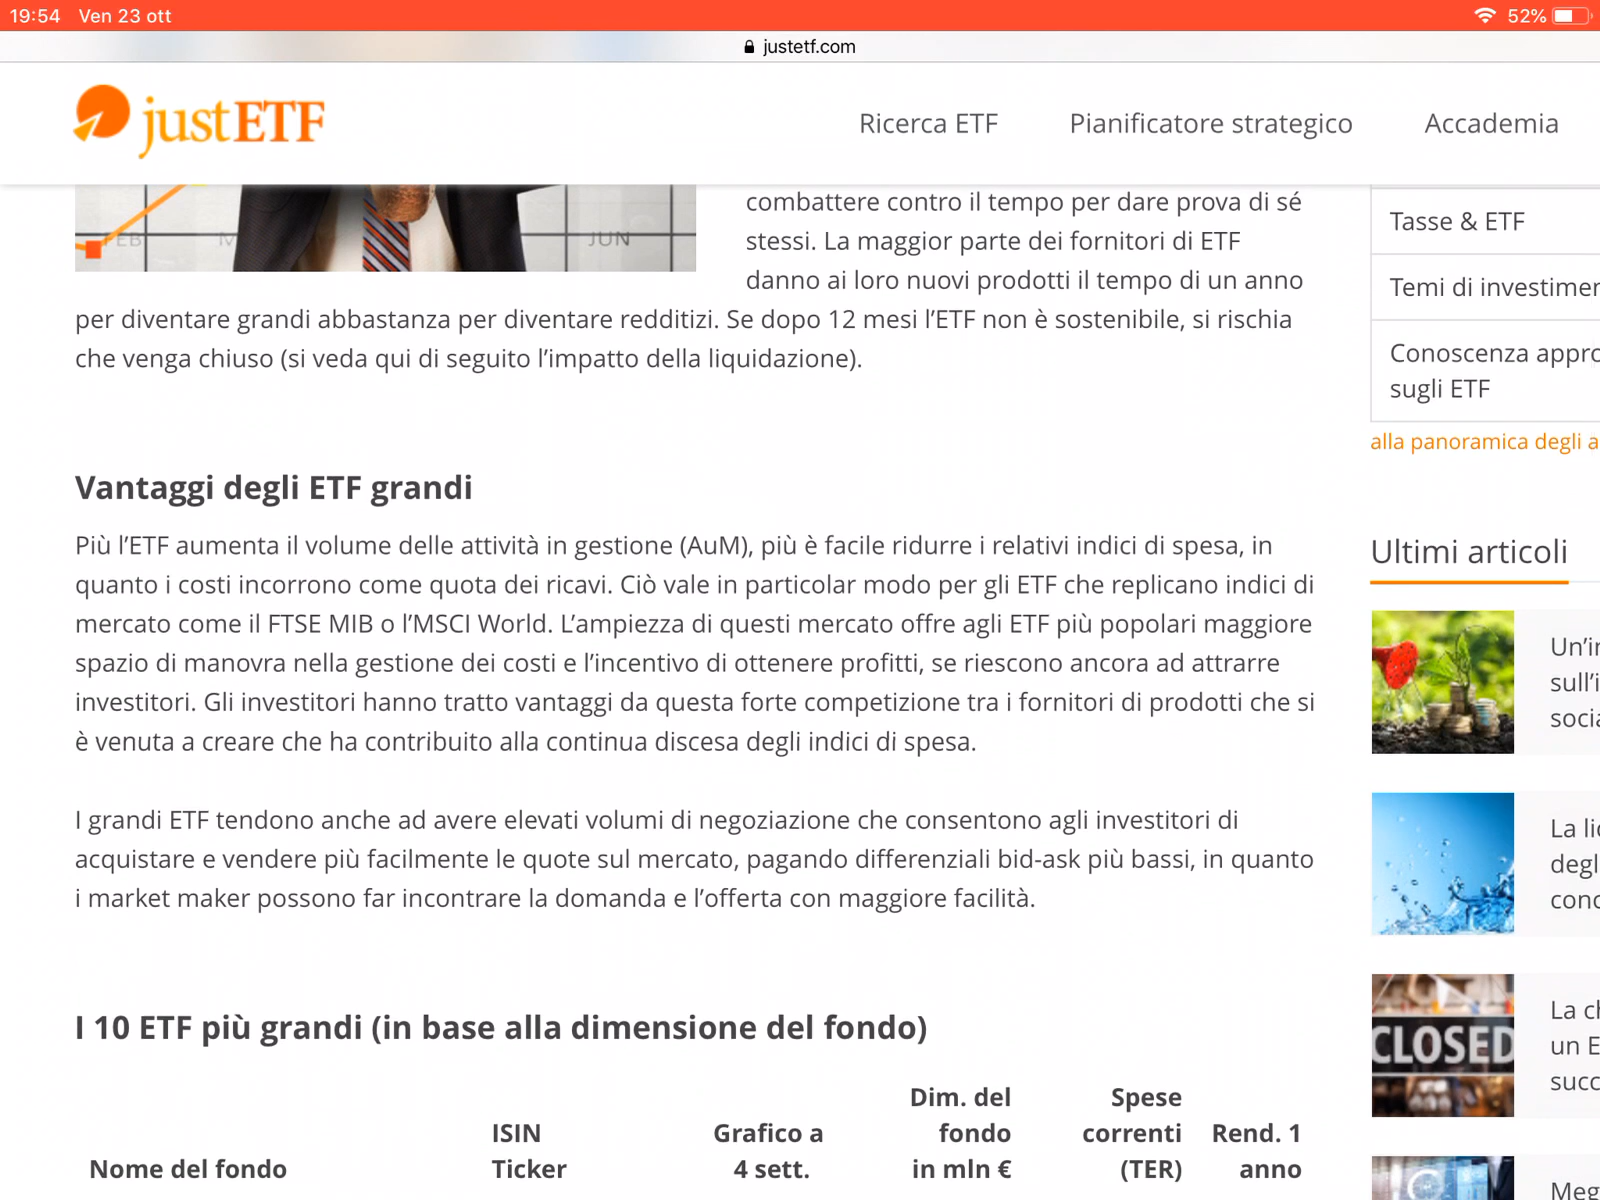 19:54 Ven 23 ott
52%
justetf.com
justETF
Ricerca ETF
Pianificatore strategico
Accademia
FEB
JUN
combattere contro il tempo per dare prova di sé
stessi. La maggior parte dei fornitori di ETF
danno ai loro nuovi prodotti il tempo di un anno
per diventare grandi abbastanza per diventare redditizi. Se dopo 12 mesi l’ETF non è sostenibile, si rischia
che venga chiuso (si veda qui di seguito l’impatto della liquidazione).
Vantaggi degli ETF grandi
Più l’ETF aumenta il volume delle attività in gestione (AuM), più è facile ridurre i relativi indici di spesa, in
quanto i costi incorrono come quota dei ricavi. Ciò vale in particolar modo per gli ETF che replicano indici di
mercato come il FTSE MIB o l’MSCI World. L’ampiezza di questi mercato offre agli ETF più popolari maggiore
spazio di manovra nella gestione dei costi e l’incentivo di ottenere profitti, se riescono ancora ad attrarre
investitori. Gli investitori hanno tratto vantaggi da questa forte competizione tra i fornitori di prodotti che si
è venuta a creare che ha contribuito alla continua discesa degli indici di spesa.
I grandi ETF tendono anche ad avere elevati volumi di negoziazione che consentono agli investitori di
acquistare e vendere più facilmente le quote sul mercato, pagando differenziali bid-ask più bassi, in quanto
i market maker possono far incontrare la domanda e l’offerta con maggiore facilità.
I 10 ETF più grandi (in base alla dimensione del fondo)
Nome del fondo
ISIN
Ticker
Grafico a
4 sett.
Dim. del
fondo
in mln €
Spese
correnti
(TER)
Rend. 1
anno
Tasse & ETF
Temi di
Conoscenza
sugli ETF
alla panoramica degli
Ultimi articoli
La
CLOSED
La
un